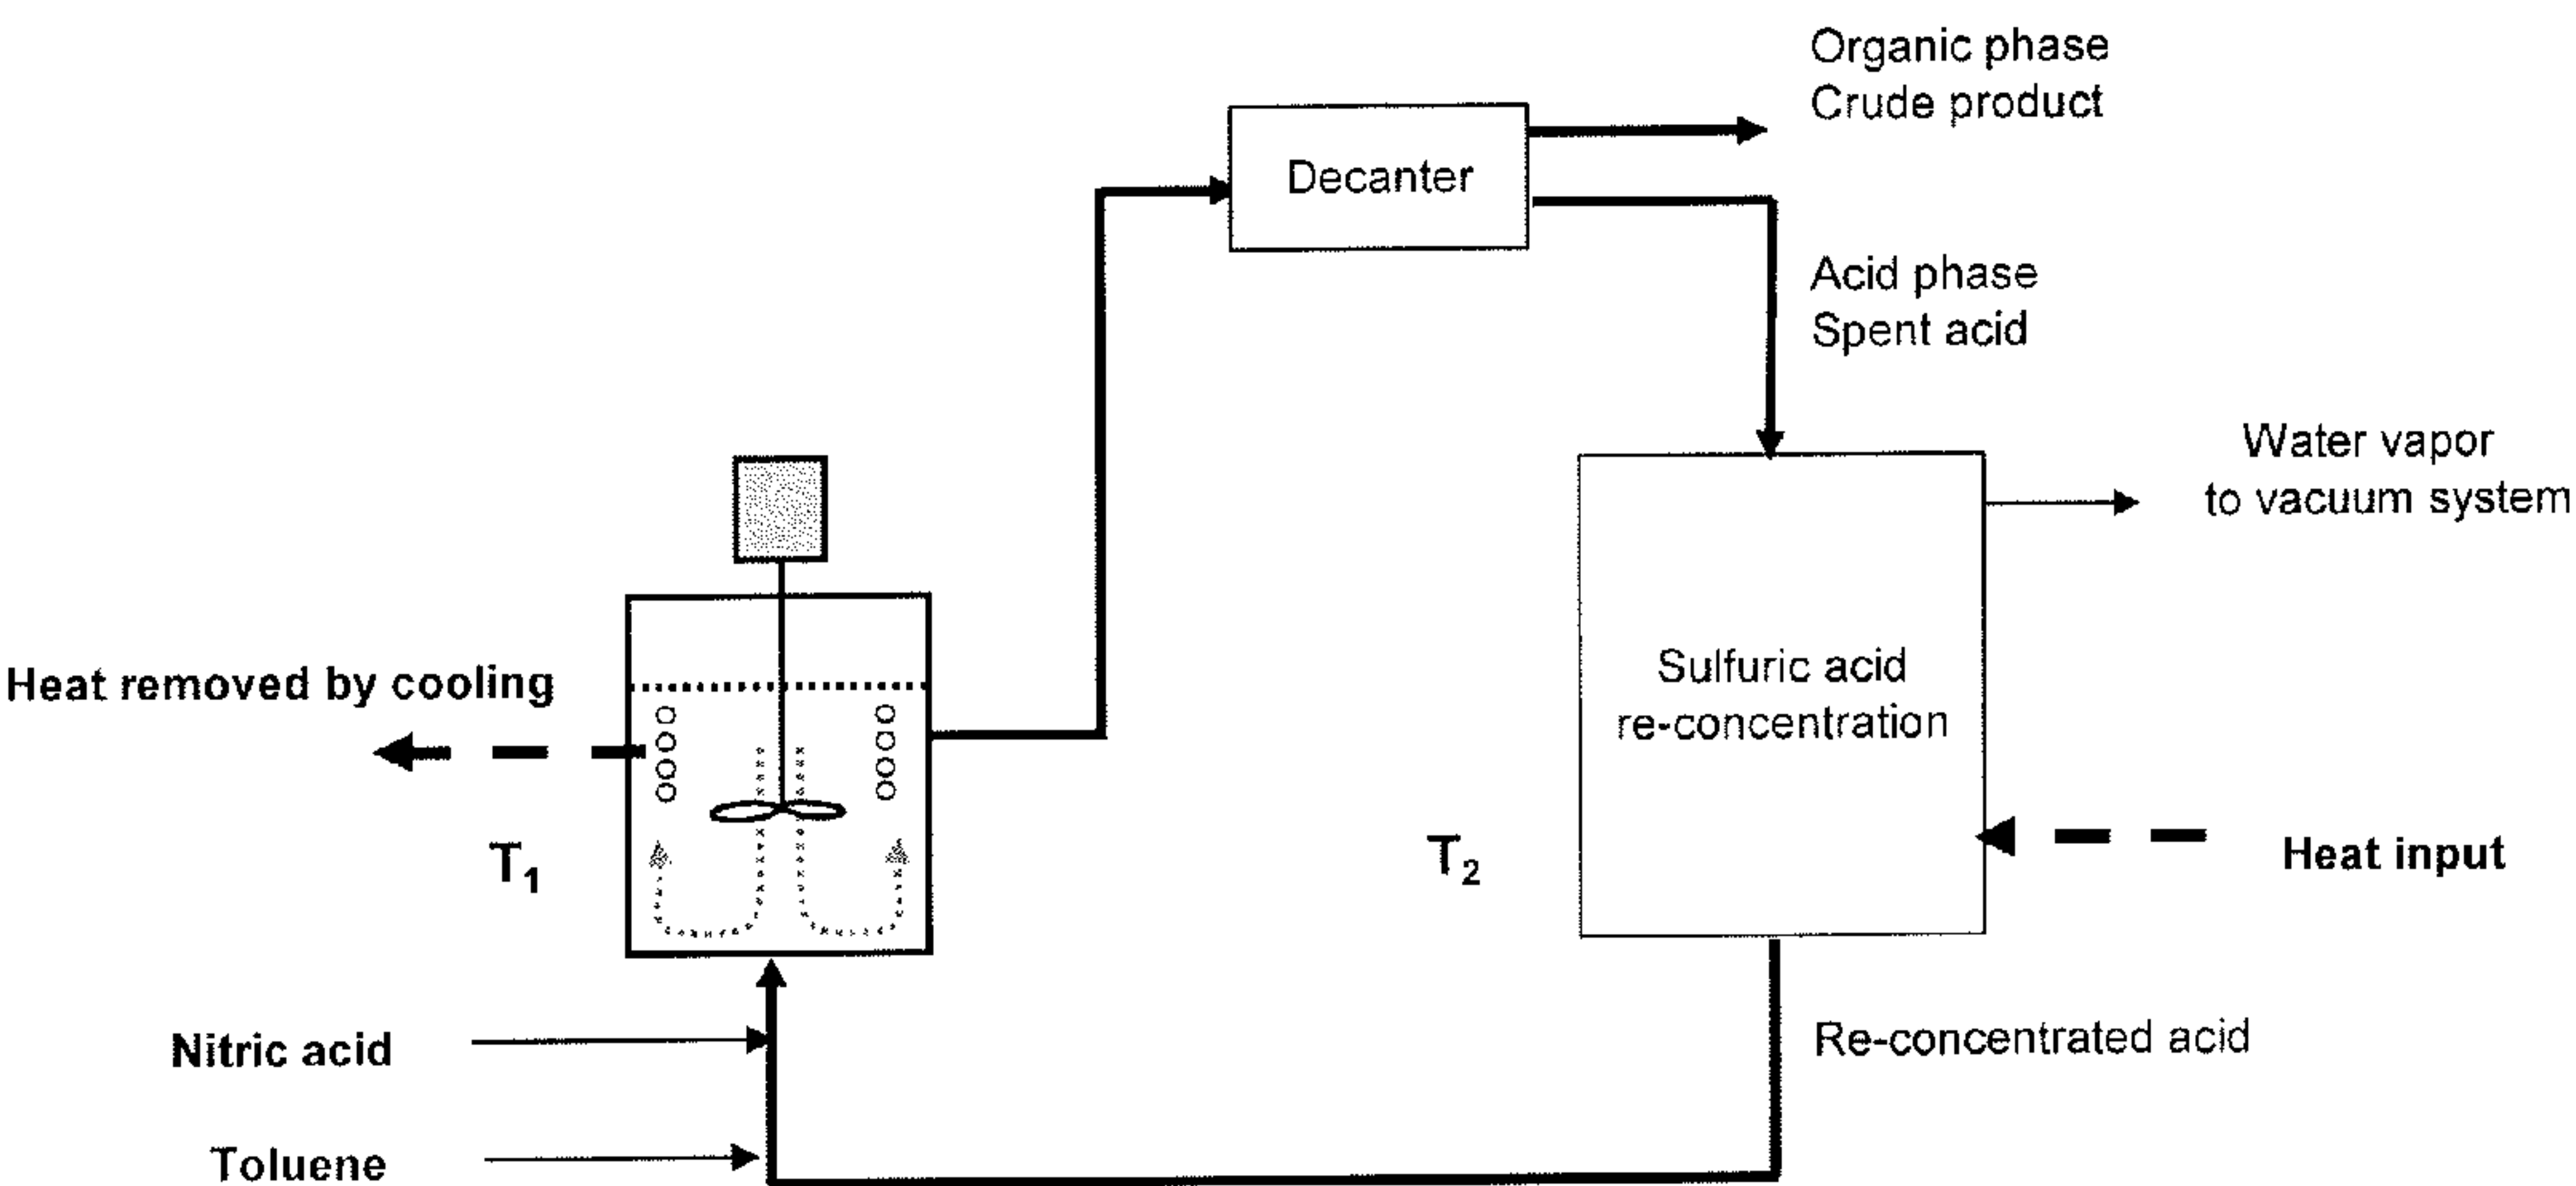 Organic phase
Crude product
Decanter
Acid phase
Spent acid
Water vapor
to vacuum system
Sulfuric acid
re-concentration
Heat removed by cooling
T₁
T₂
Heat input
Nitric acid
Re-concentrated acid
Toluene